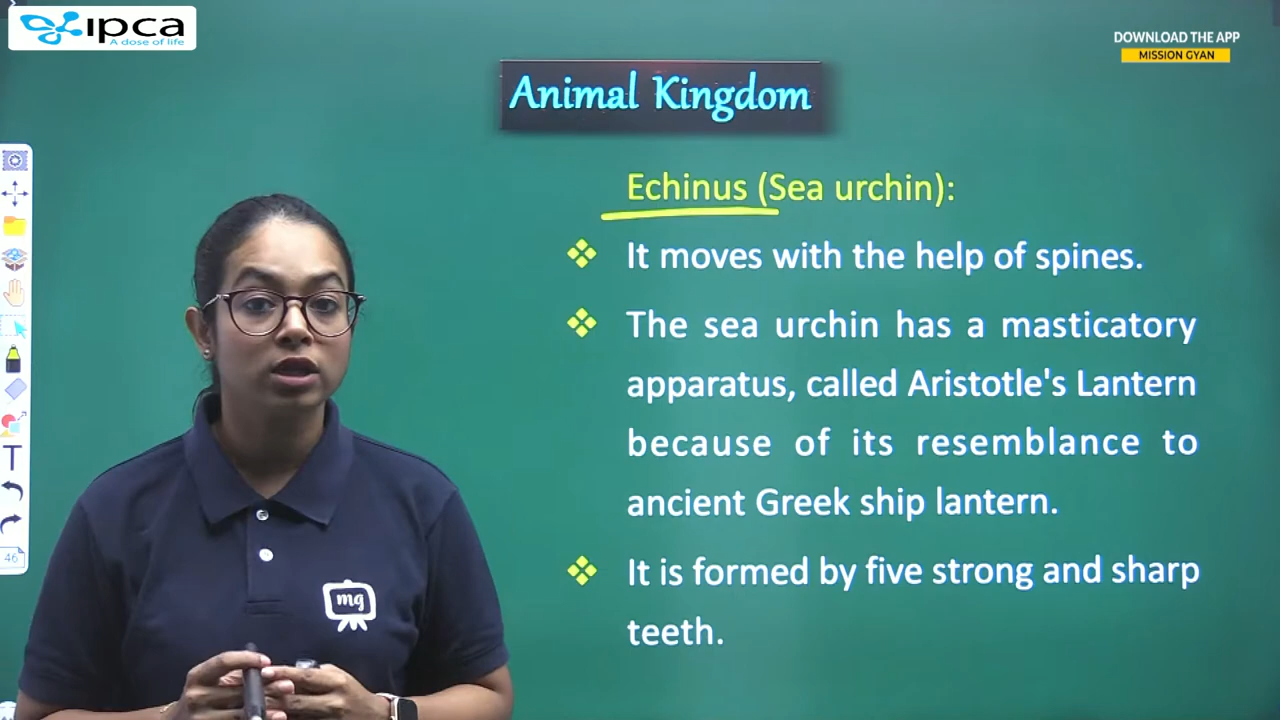 ipca
A dose of life
DOWNLOAD THE APP
MISSION GYAN
Animal Kingdom
Echinus (Sea urchin):
It moves with the help of spines.
The sea urchin has a masticatory
apparatus, called Aristotle's Lantern
because of its resemblance to
ancient Greek ship lantern.
It is formed by five strong and sharp
teeth.
mg
T
46